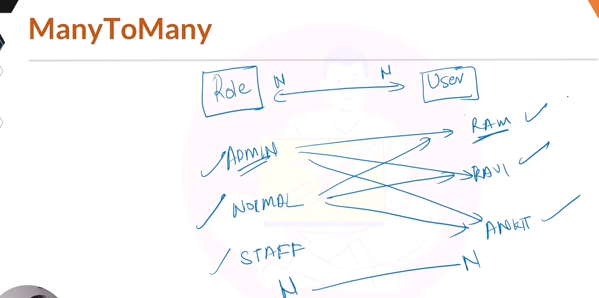 ManyToMany
Role N N User
RAM
ADMIN
RAVI
NORMAL
ANKIT
STAFF
N N